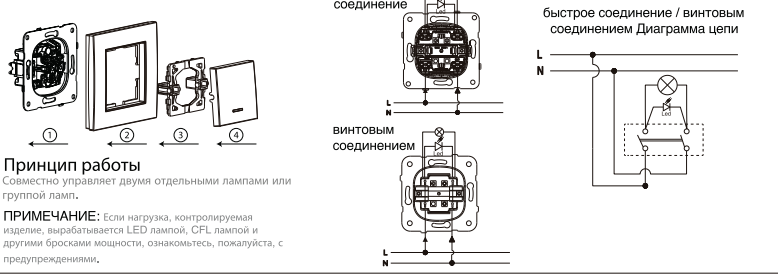 соединение
Led
L
N
1
2
3
4
Принцип работы
Совместно управляет двумя отдельными лампами или
группой ламп.
ПРИМЕЧАНИЕ: Если нагрузка, контролируемая
изделие, вырабатывается LED лампой, CFL лампой и
другими бросками мощности, ознакомьтесь, пожалуйста, с
предупреждениями.
винтовым
соединением
Led
L
N
быстрое соединение / винтовым
соединением Диаграмма цепи
L
N
Led